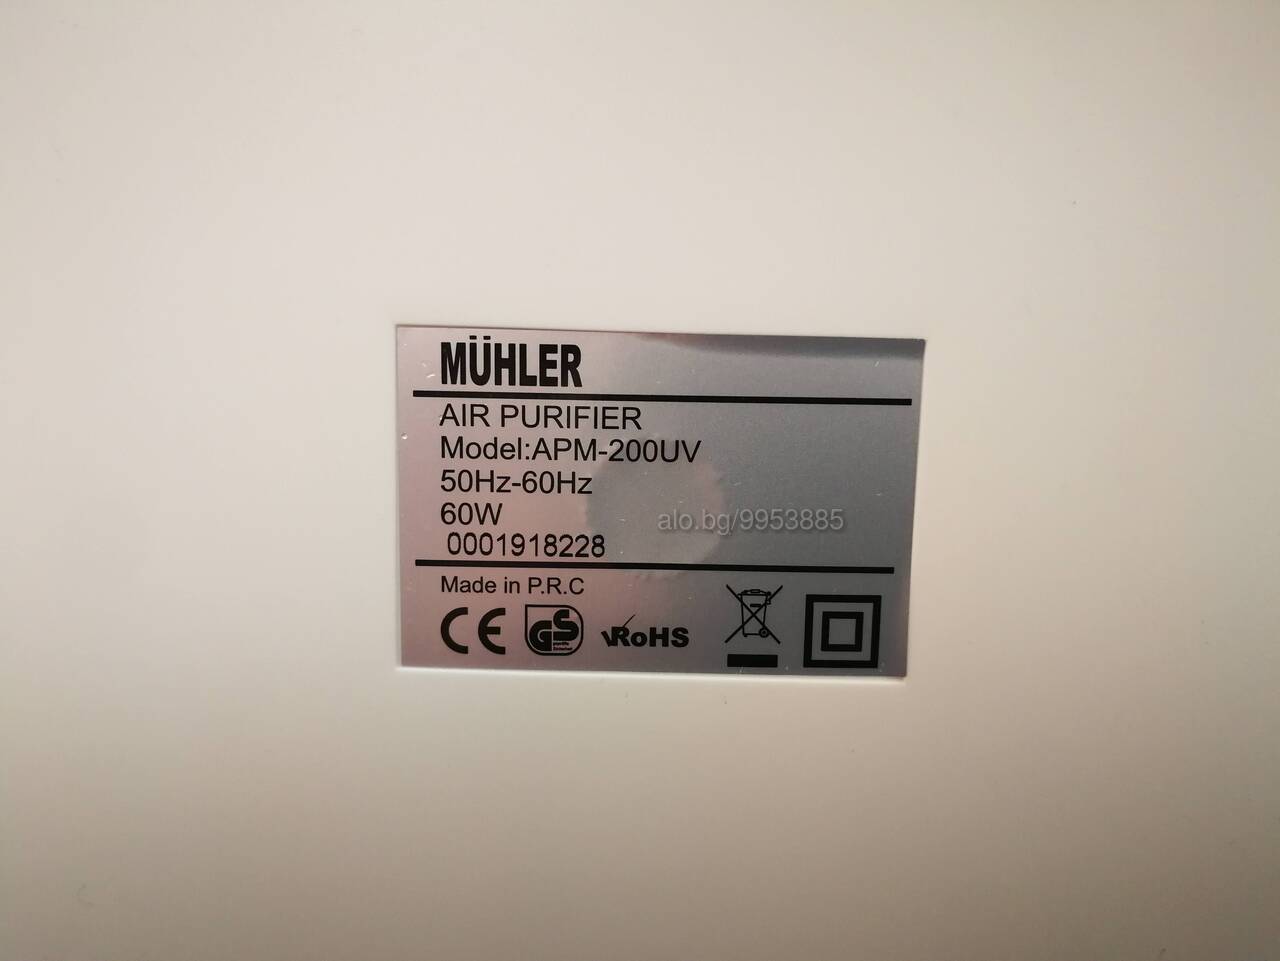 MÜHLER
AIR PURIFIER
Model:APM-200UV
50Hz-60Hz
60W
alo.bg/9953885
0001918228
Made in P.R.C
CE
GS
RoHS